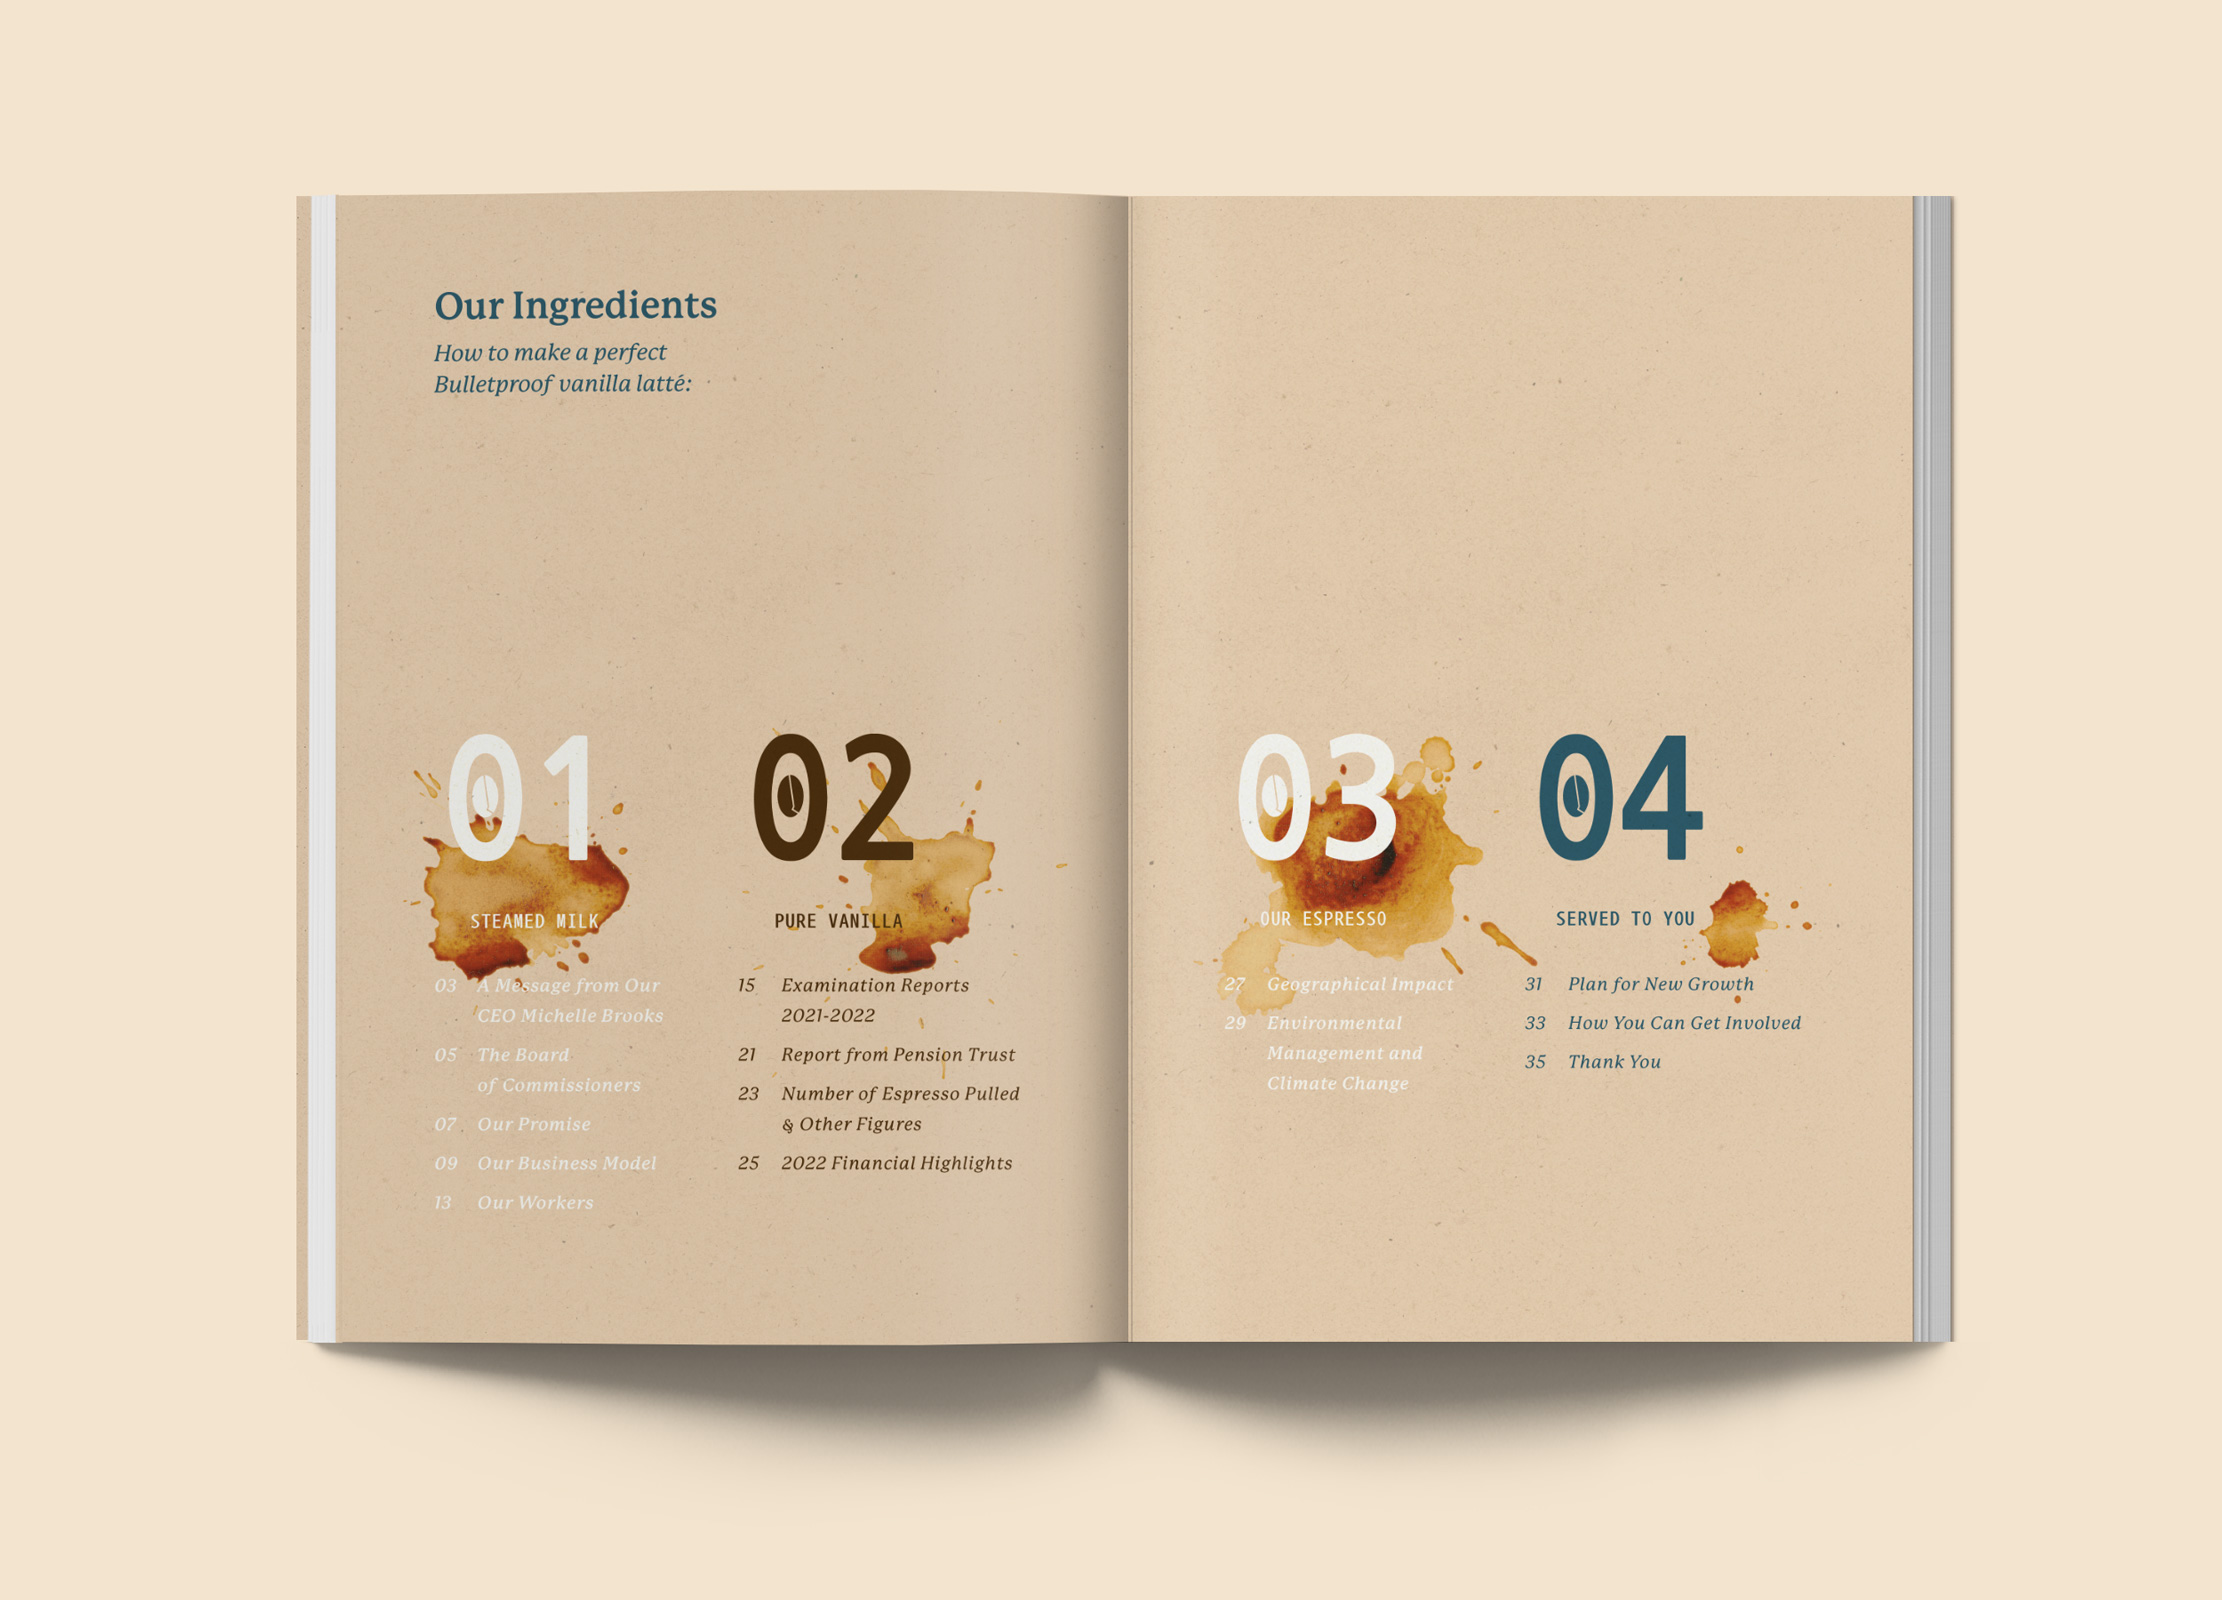 Our Ingredients
How to make a perfect
Bulletproof vanilla latté:
01
STEAMED MILK
03 A Message from Our
CEO Michelle Brooks
05 The Board
of Commissioners
07 Our Promise
09 Our Business Model
13 Our Workers
02
PURE VANILLA
15 Examination Reports
2021-2022
21 Report from Pension Trust
23 Number of Espresso Pulled
& Other Figures
25 2022 Financial Highlights
03
OUR ESPRESSO
27 Geographical Impact
29 Environmental
Management and
Climate Change
04
SERVED TO YOU
31 Plan for New Growth
33 How You Can Get Involved
35 Thank You